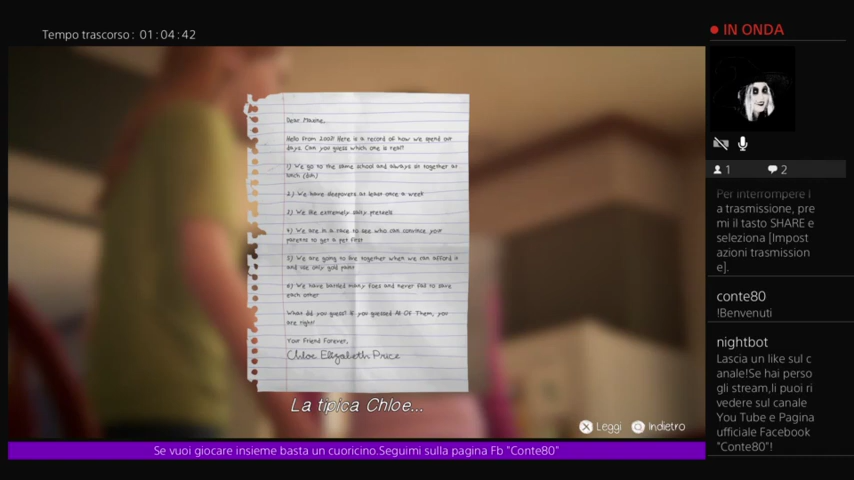 Tempo trascorso: 01:04:42
IN ONDA
Dear Maxine,
Hello from 2007! Here is a record of how we spend our
days. Can you guess which one is real?
1) We go to the same school and always sit together at
lunch (duh)
2) We have sleepovers at least once a week
3) We like extremely salty pretzels
4) We are in a race to see who can convince your
parents to get a pet first
5) We are going to live together when we can afford it
and use only gold paint
6) We have battled many foes and never fail to save
each other
What did you guess? If you guessed All Of Them, you
are right!
Your Friend Forever,
Chloe Elizabeth Price
La tipica Chloe...
Leggi
Indietro
Se vuoi giocare insieme basta un cuoricino.Seguimi sulla pagina Fb "Conte80"
1
2
Per interrompere l
a trasmissione, pre
mi il tasto SHARE e
seleziona [Impost
azioni trasmission
e].
conte80
!Benvenuti
nightbot
Lascia un like sul c
anale!Se hai perso
gli stream,li puoi ri
vedere sul canale
You Tube e Pagina
ufficiale Facebook
"Conte80"!